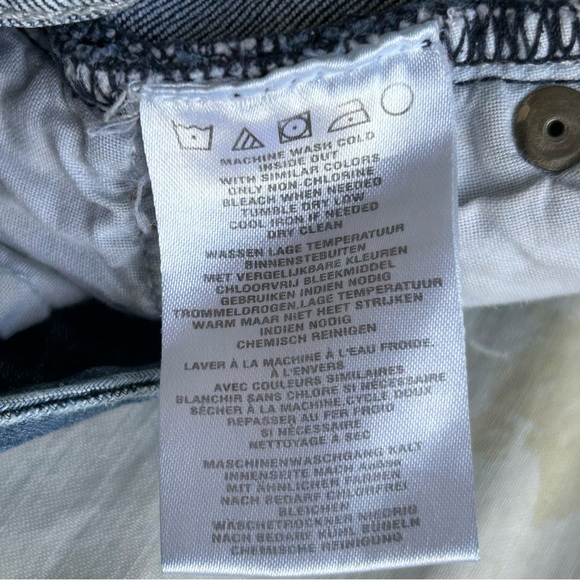 MACHINE WASH COLD
INSIDE OUT
WITH SIMILAR COLORS
ONLY NON-CHLORINE
BLEACH WHEN NEEDED
TUMBLE DRY LOW
COOL IRON IF NEEDED
DRY CLEAN
WASSEN LAGE TEMPERATUUR
BINNENSTEBUITEN
MET VERGELIJKBARE KLEUREN
CHLOORVRIJ BLEEKMIDDEL
GEBRUIKEN INDIEN NODIG
TROMMELDROGEN, LAGE TEMPERATUUR
WARM MAAR NIET HEET STRIJKEN
INDIEN NODIG
CHEMISCH REINIGEN
LAVER À LA MACHINE À L'EAU FROIDE,
À L'ENVERS
AVEC COULEURS SIMILAIRES
BLANCHIR SANS CHLORE SI NÉCESSAIRE
SÉCHER À LA MACHINE, CYCLE DOUX
REPASSER AU FER FROID
SI NÉCESSAIRE
NETTOYAGE À SEC
MASCHINENWASCHGANG KALT
INNENSEITE NACH Außen
MIT ÄHNLICHEN FARBEN
NACH BEDARF CHLORFREI
BLEICHEN
WÄSCHETROCKNER NIEDRIG
NACH BEDARF KÜHL BÜGELN
CHEMISCHE REINIGUNG